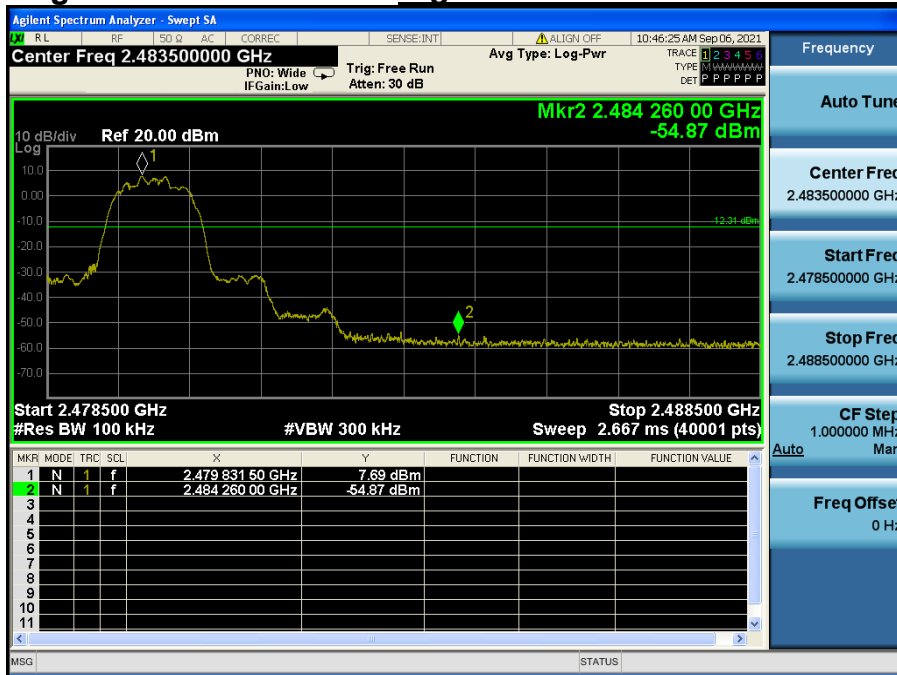 Agilent Spectrum Analyzer - Swept SA
LXI RL RF 50 Ω AC CORREC SENSE:INT ALIGN OFF 10:46:25 AM Sep 06, 2021
Center Freq 2.483500000 GHz
PNO: Wide
IFGain:Low
Trig: Free Run
Atten: 30 dB
Avg Type: Log-Pwr
TRACE 1 2 3 4 5 6
TYPE M WWWWW
DET P P P P P P
Mkr2 2.484 260 00 GHz
-54.87 dBm
10 dB/div Ref 20.00 dBm
Log
10.0
0.00
-10.0
-20.0
-30.0
-40.0
-50.0
-60.0
-70.0
1
12.31 dBm
2
Start 2.478500 GHz Stop 2.488500 GHz
#Res BW 100 kHz #VBW 300 kHz Sweep 2.667 ms (40001 pts)
MKR MODE TRC SCL X Y FUNCTION FUNCTION WIDTH FUNCTION VALUE
1 N 1 f 2.479 831 50 GHz 7.69 dBm
2 N 1 f 2.484 260 00 GHz -54.87 dBm
3
4
5
6
7
8
9
10
11
MSG STATUS
Frequency
Auto Tune
Center Freq
2.483500000 GHz
Start Freq
2.478500000 GHz
Stop Freq
2.488500000 GHz
CF Step
1.000000 MHz
Auto Man
Freq Offset
0 Hz